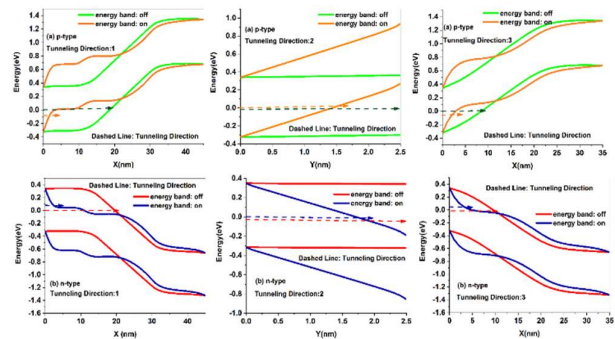 energy band: off
energy band: on
(a) p-type
Tunneling Direction:1
Dashed Line: Tunneling Direction
Energy(eV)
1.4
1.2
1.0
0.8
0.6
0.4
0.2
0.0
-0.2
-0.4
0 10 20 30 40
X(nm)
energy band: off
energy band: on
(a) p-type
Tunneling Direction: 2
Dashed Line: Tunneling Direction
Energy(eV)
1.2
1.0
0.8
0.6
0.4
0.2
0.0
-0.2
-0.4
0.0 0.5 1.0 1.5 2.0 2.5
Y(nm)
energy band: off
energy band: on
(a) p-type
Tunneling Direction: 3
Dashed Line: Tunneling Direction
Energy(eV)
1.4
1.2
1.0
0.8
0.6
0.4
0.2
0.0
-0.2
-0.4
0 5 10 15 20 25 30 35
X(nm)
Dashed Line: Tunneling Direction
energy band: off
energy band: on
(b) n-type
Tunneling Direction:1
Energy(eV)
0.4
0.2
0.0
-0.2
-0.4
-0.6
-0.8
-1.0
-1.2
-1.4
0 10 20 30 40
X (nm)
energy band: off
energy band: on
Dashed Line: Tunneling Direction
(b) n-type
Tunneling Direction:2
Energy(eV)
0.4
0.2
0.0
-0.2
-0.4
-0.6
-0.8
-1.0
0.0 0.5 1.0 1.5 2.0 2.5
Y(nm)
Dashed Line: Tunneling Direction
energy band: off
energy band: on
(b) n-type
Tunneling Direction: 3
Energy(eV)
0.4
0.2
0.0
-0.2
-0.4
-0.6
-0.8
-1.0
-1.2
-1.4
-1.6
0 5 10 15 20 25 30 35
X(nm)